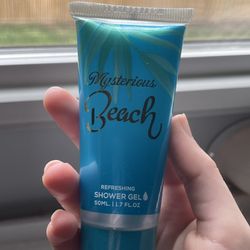 Mysterious
Beach
REFRESHING
SHOWER GEL
50ML. | 1.7 FL.OZ